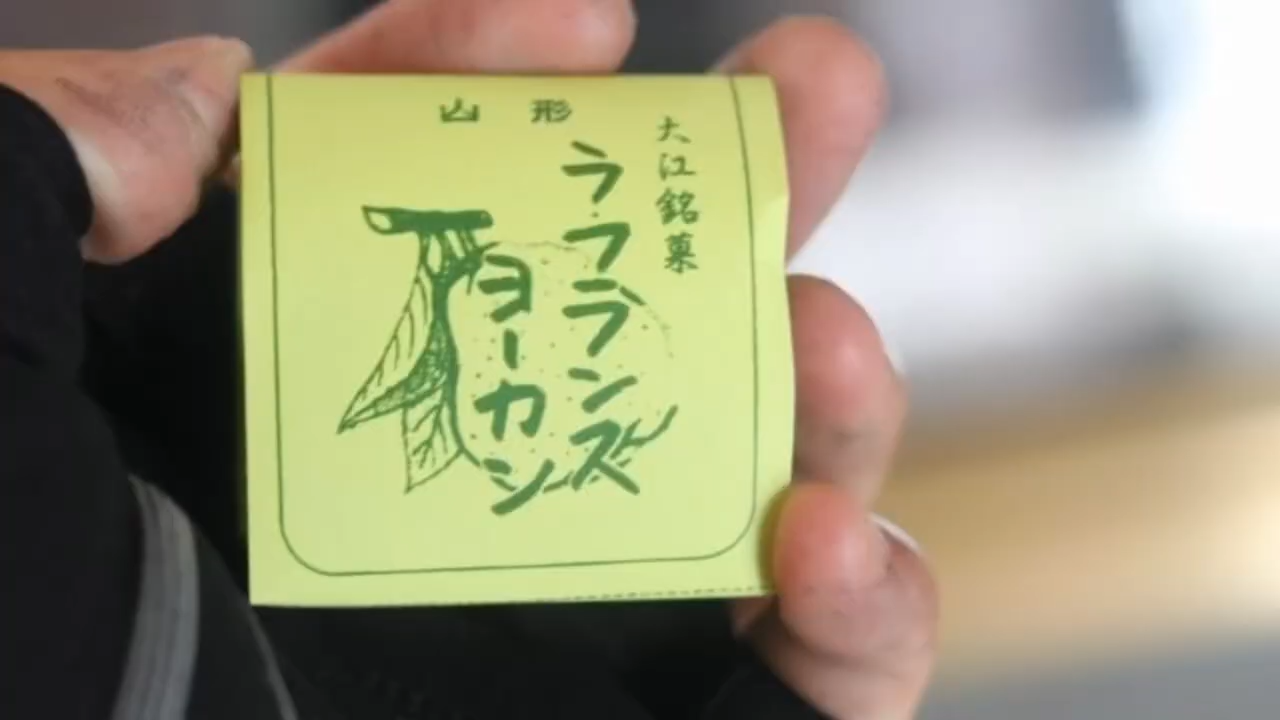 山形
大江銘菓
ラ・フランス
ヨーカン